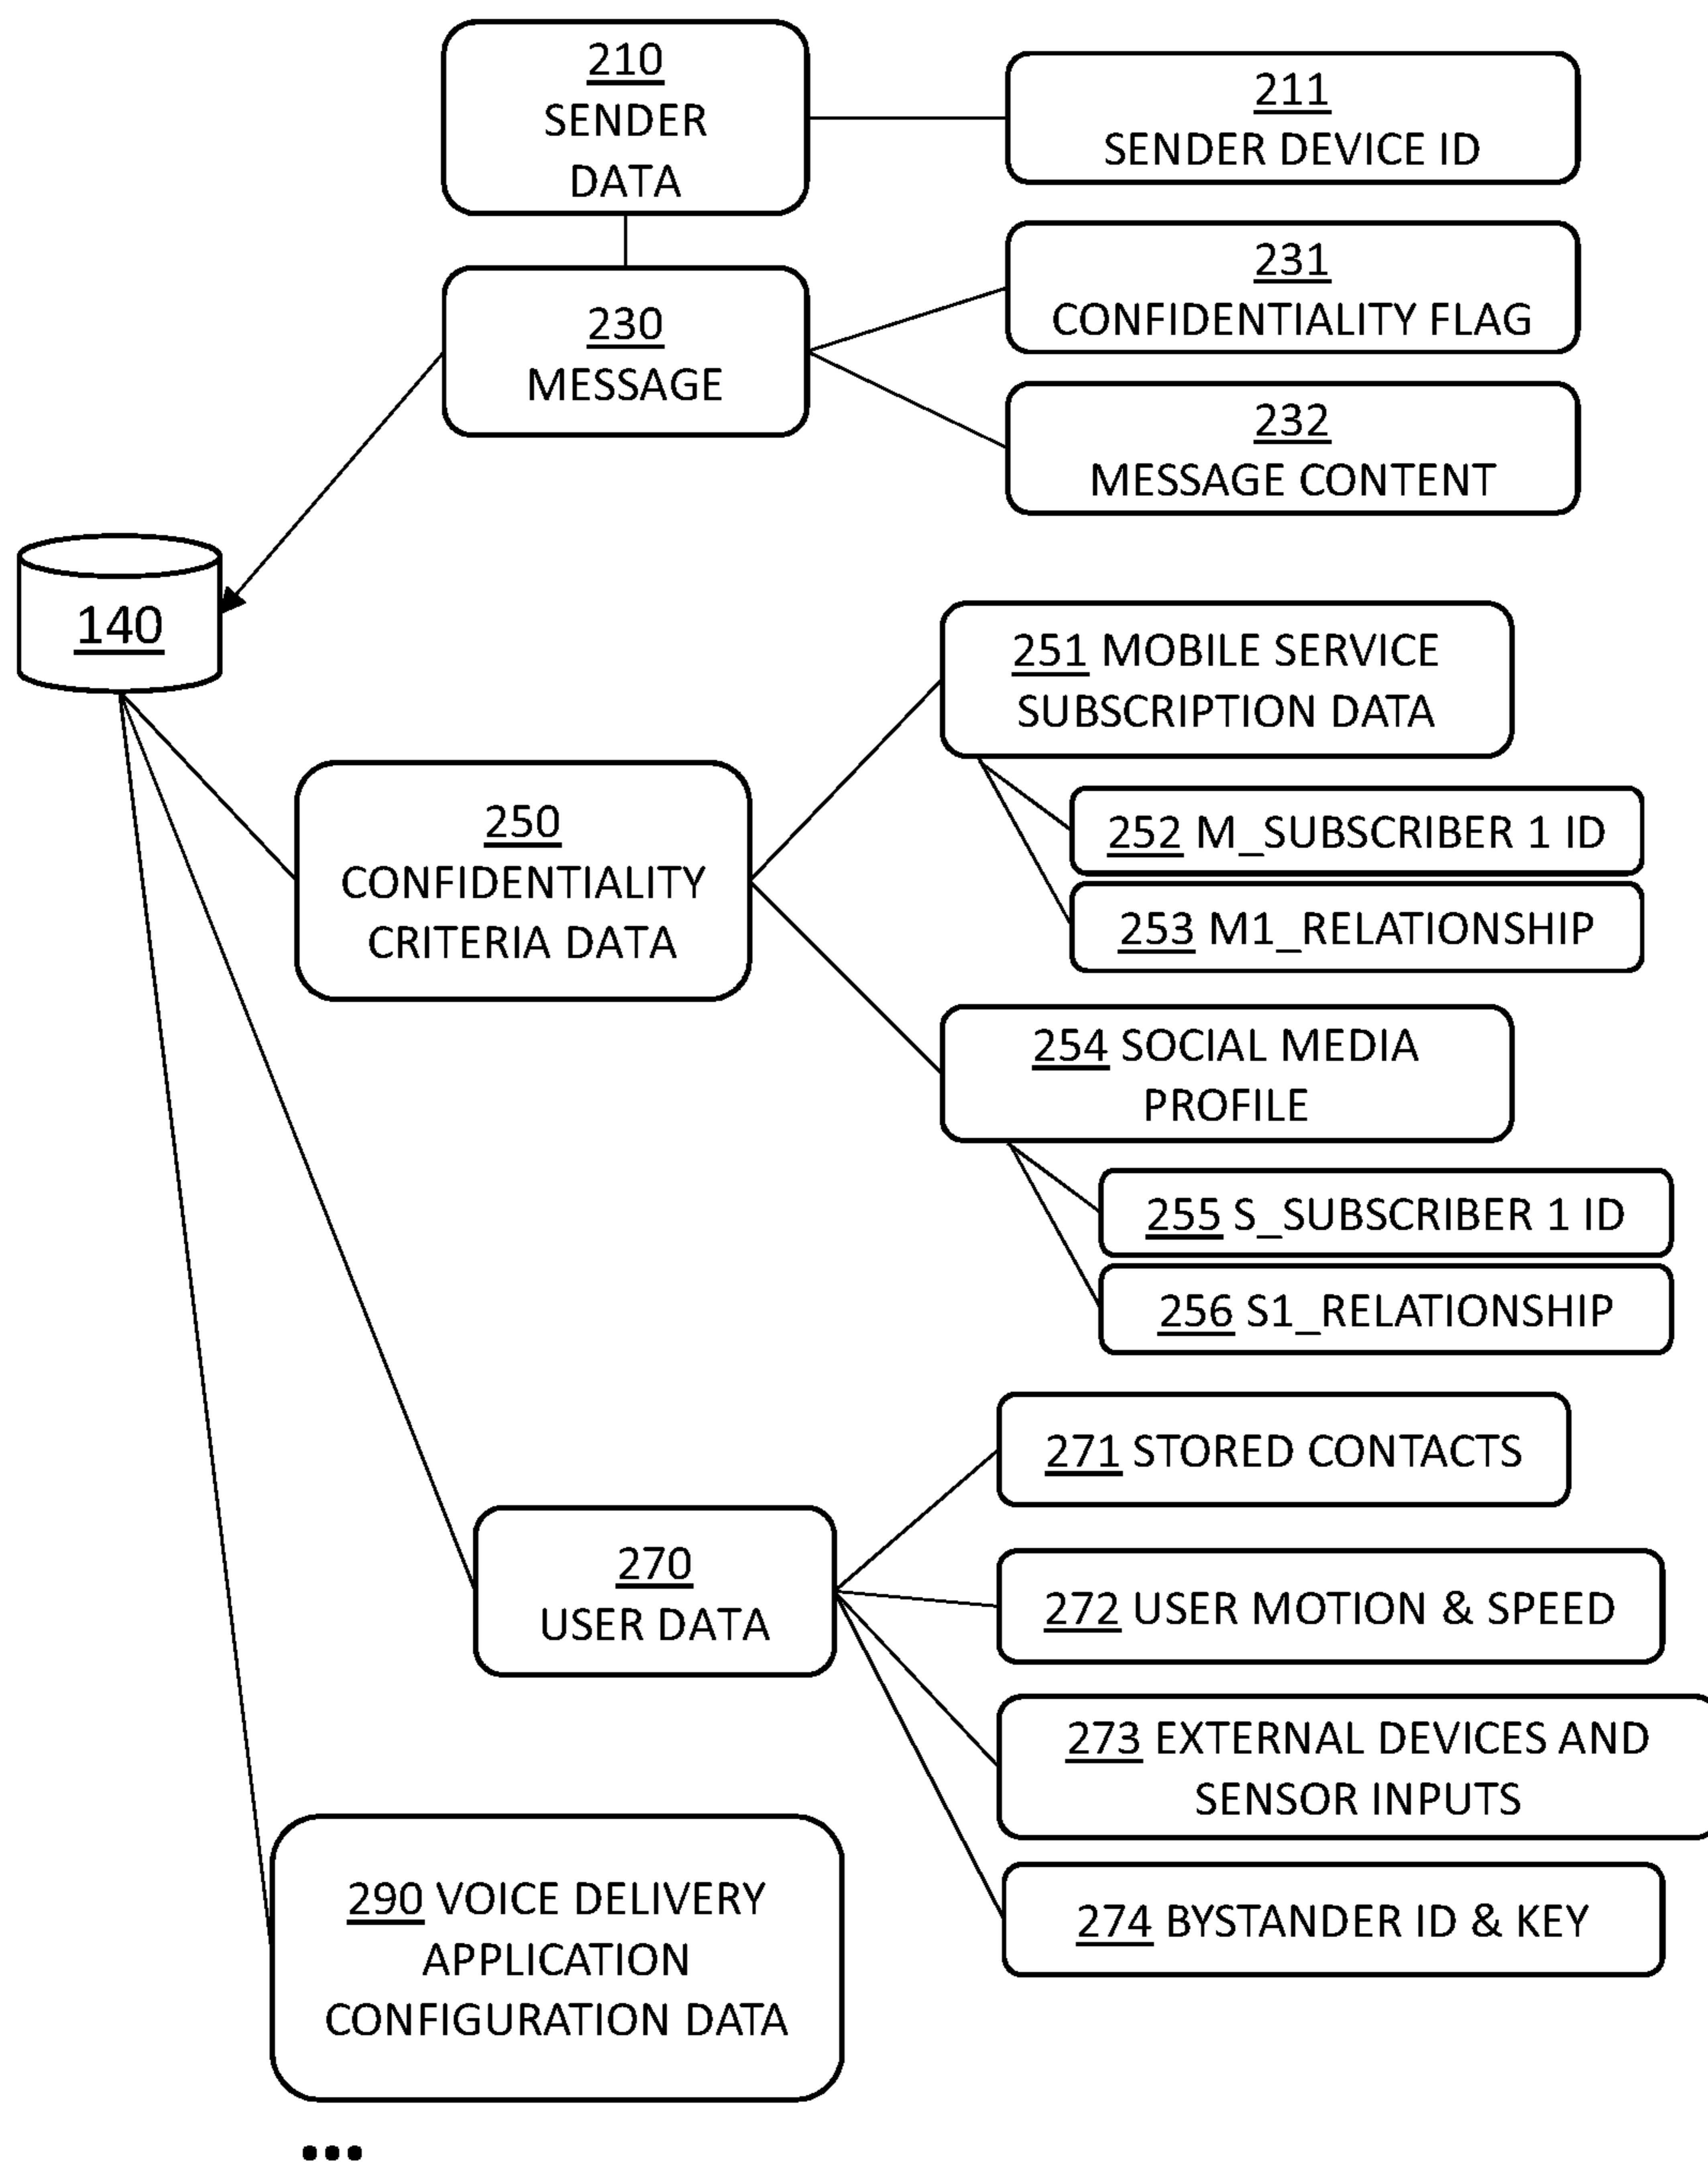 210
SENDER
DATA
211
SENDER DEVICE ID
230
MESSAGE
231
CONFIDENTIALITY FLAG
232
MESSAGE CONTENT
140
250
CONFIDENTIALITY
CRITERIA DATA
251 MOBILE SERVICE
SUBSCRIPTION DATA
252 M_SUBSCRIBER 1 ID
253 M1_RELATIONSHIP
254 SOCIAL MEDIA
PROFILE
255 S_SUBSCRIBER 1 ID
256 S1_RELATIONSHIP
270
USER DATA
271 STORED CONTACTS
272 USER MOTION & SPEED
273 EXTERNAL DEVICES AND
SENSOR INPUTS
274 BYSTANDER ID & KEY
290 VOICE DELIVERY
APPLICATION
CONFIGURATION DATA
...